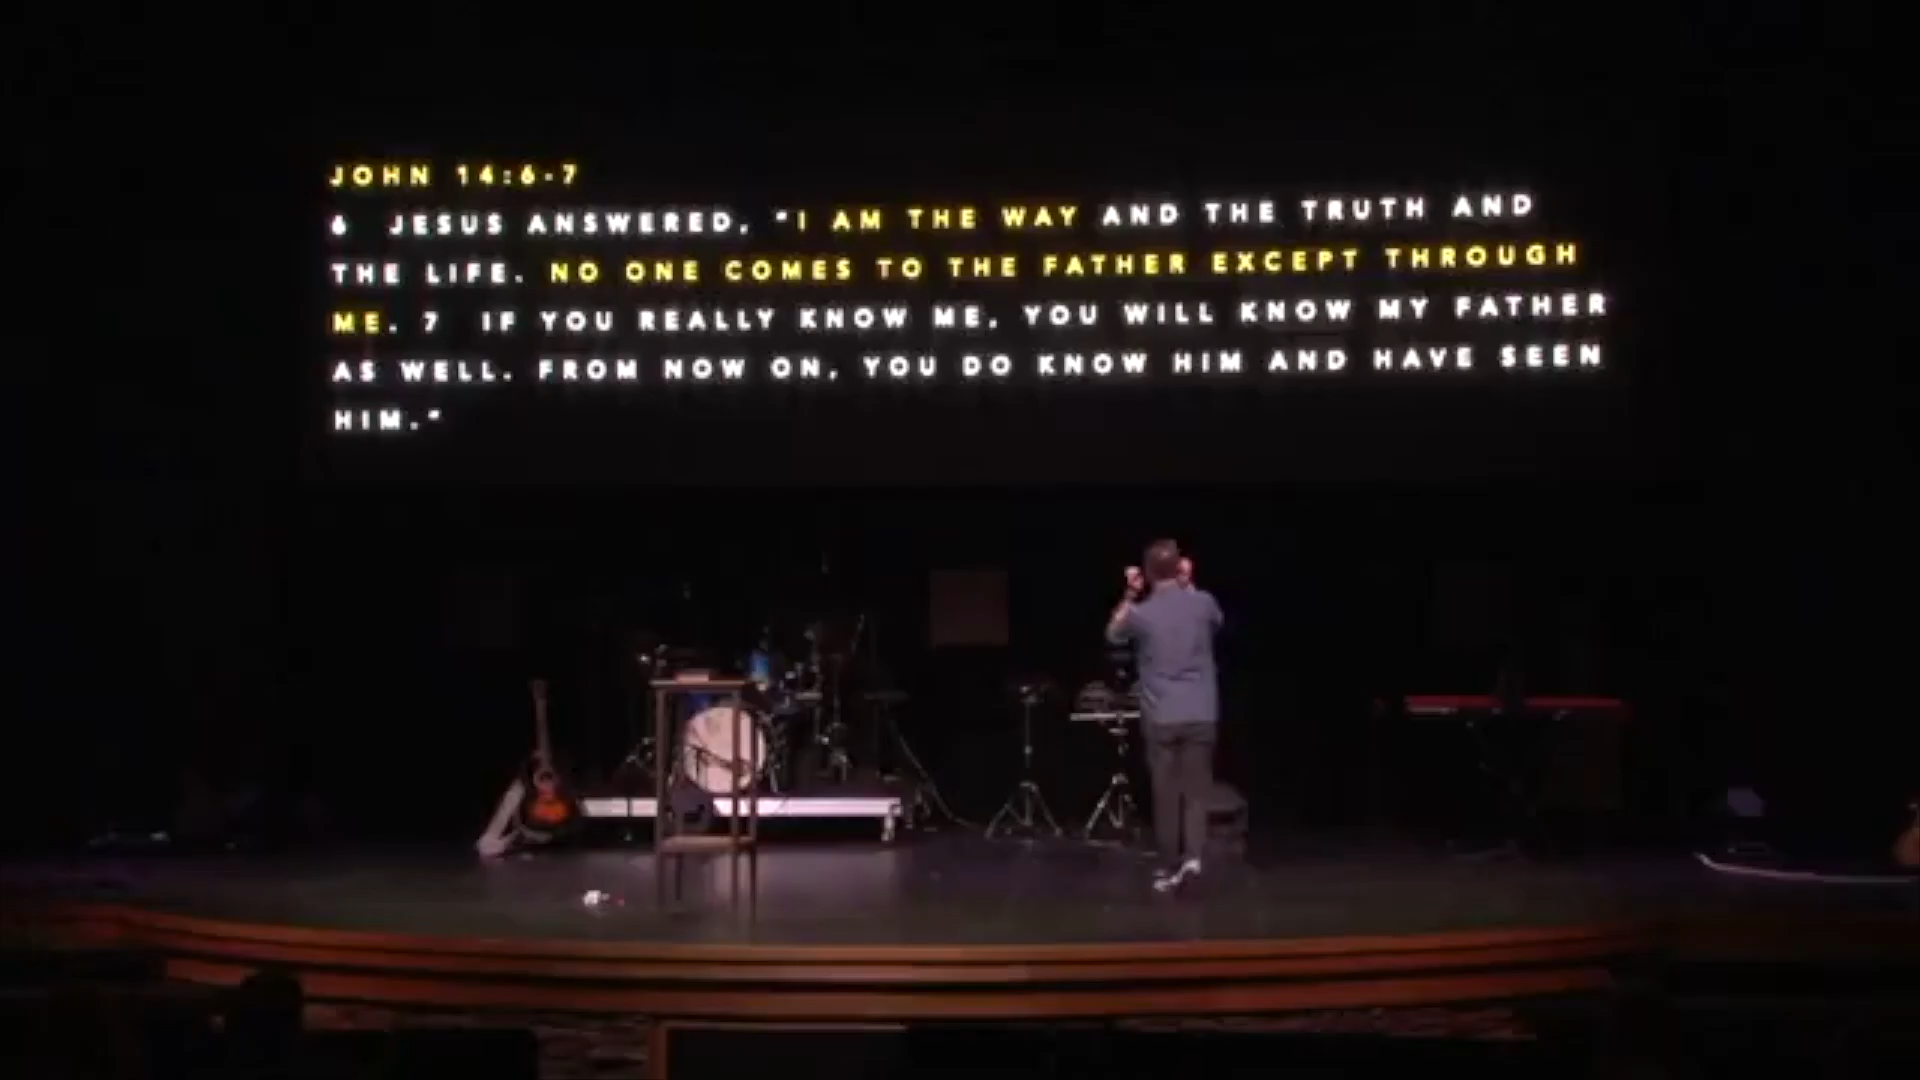 JOHN 14:6-7
6 JESUS ANSWERED, "I AM THE WAY AND THE TRUTH AND
THE LIFE. NO ONE COMES TO THE FATHER EXCEPT THROUGH
ME. 7 IF YOU REALLY KNOW ME, YOU WILL KNOW MY FATHER
AS WELL. FROM NOW ON, YOU DO KNOW HIM AND HAVE SEEN
HIM."